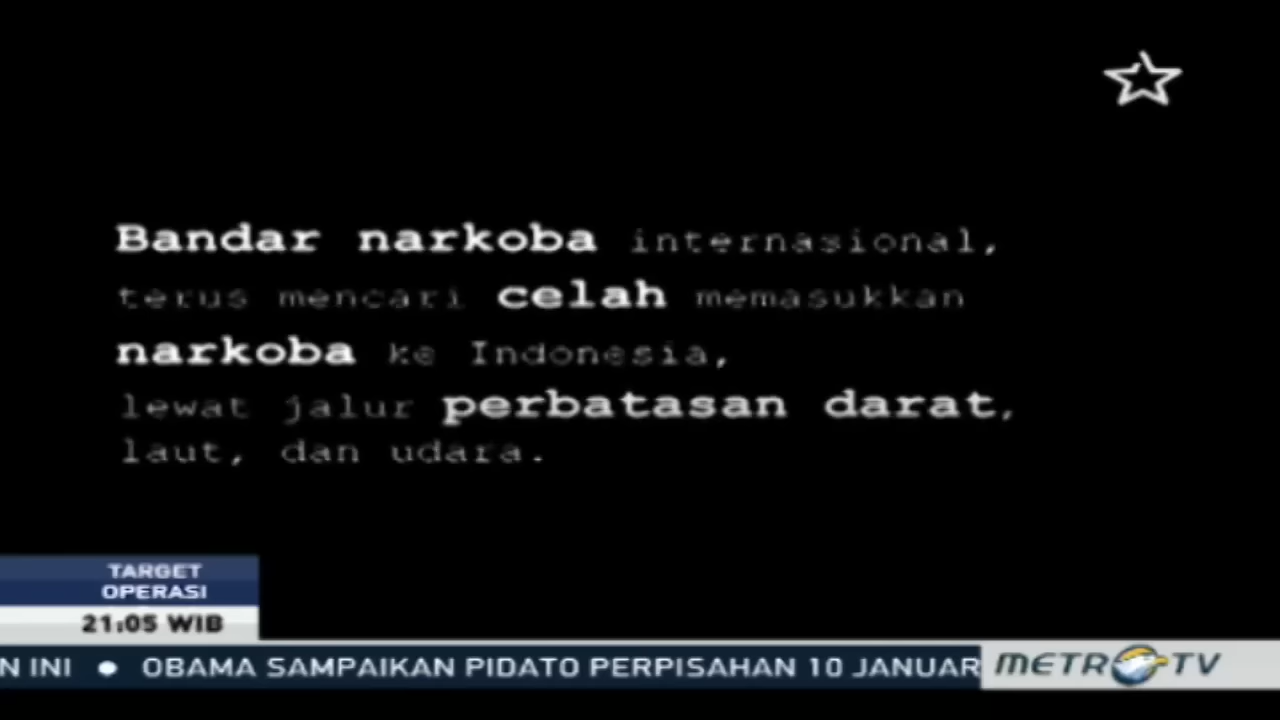 Bandar narkoba internasional,
terus mencari celah memasukkan
narkoba ke Indonesia,
lewat jalur perbatasan darat,
laut, dan udara.
TARGET
OPERASI
21:05 WIB
N INI ● OBAMA SAMPAIKAN PIDATO PERPISAHAN 10 JANUAR
METRO TV